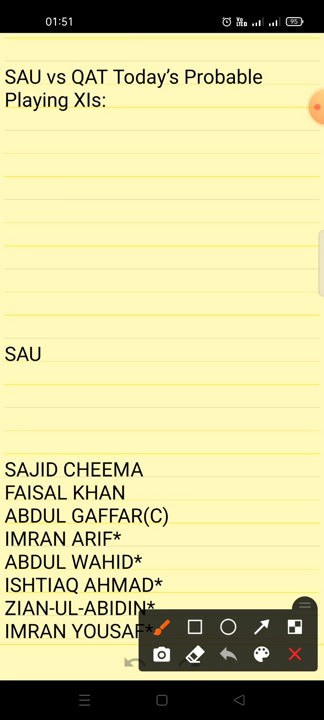 01:51
95
SAU vs QAT Today's Probable
Playing XIs:
SAU
SAJID CHEEMA
FAISAL KHAN
ABDUL GAFFAR(C)
IMRAN ARIF*
ABDUL WAHID*
ISHTIAQ AHMAD*
ZIAN-UL-ABIDIN*
IMRAN YOUSAF*